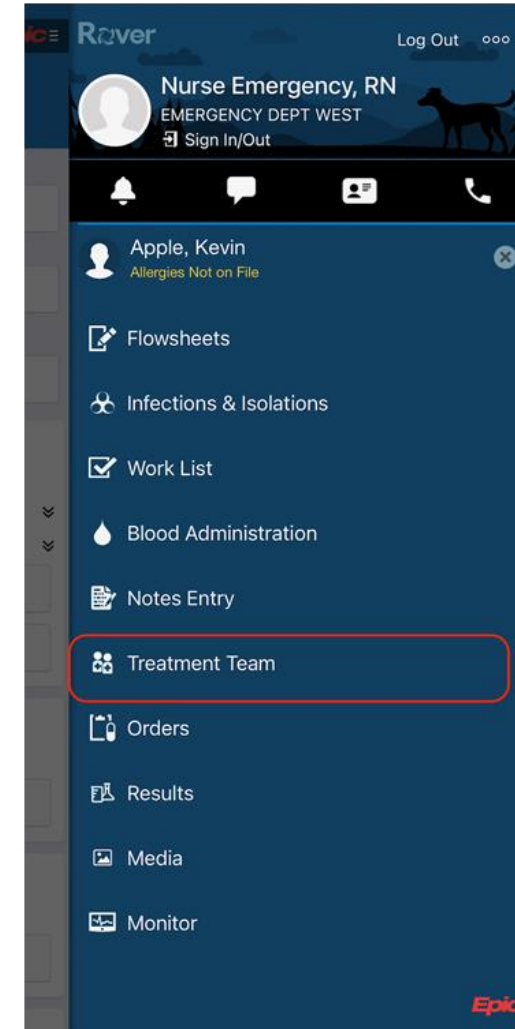 Rover
Log Out
Nurse Emergency, RN
EMERGENCY DEPT WEST
Sign In/Out
Apple, Kevin
Allergies Not on File
Flowsheets
Infections & Isolations
Work List
Blood Administration
Notes Entry
Treatment Team
Orders
Results
Media
Monitor
Epic